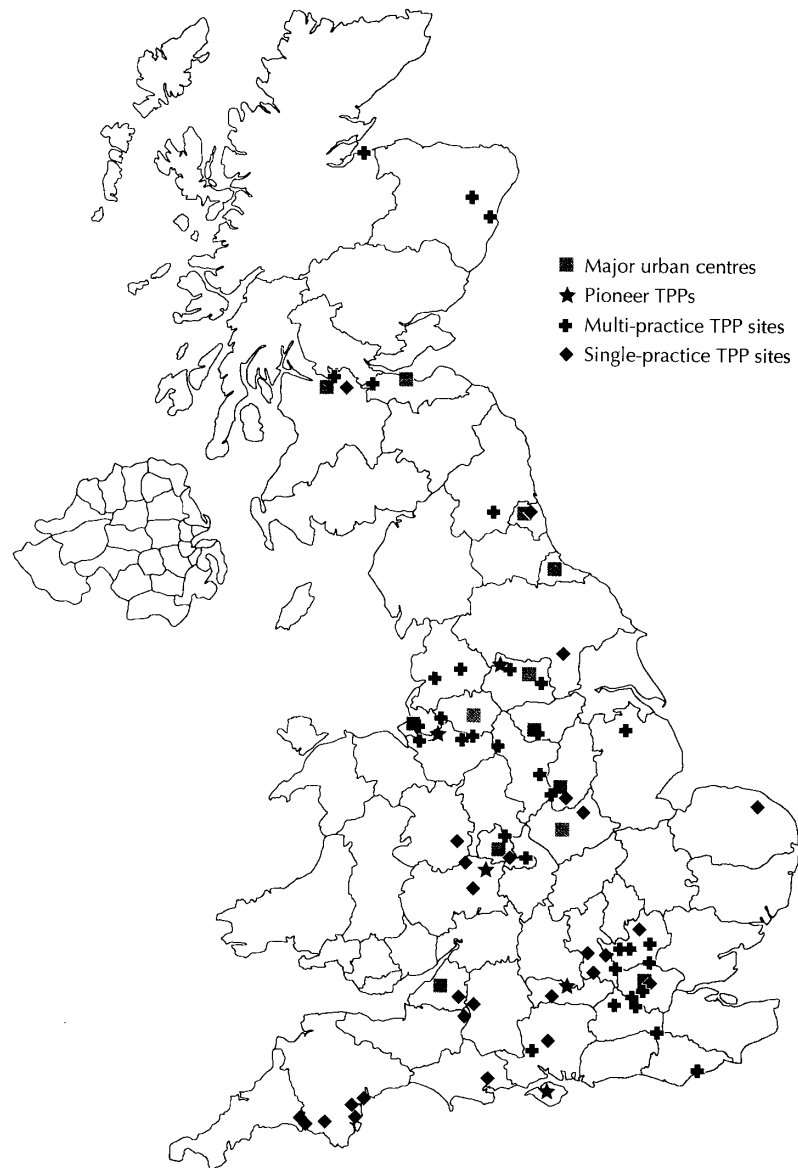 Major urban centres
Pioneer TPPs
Multi-practice TPP sites
Single-practice TPP sites